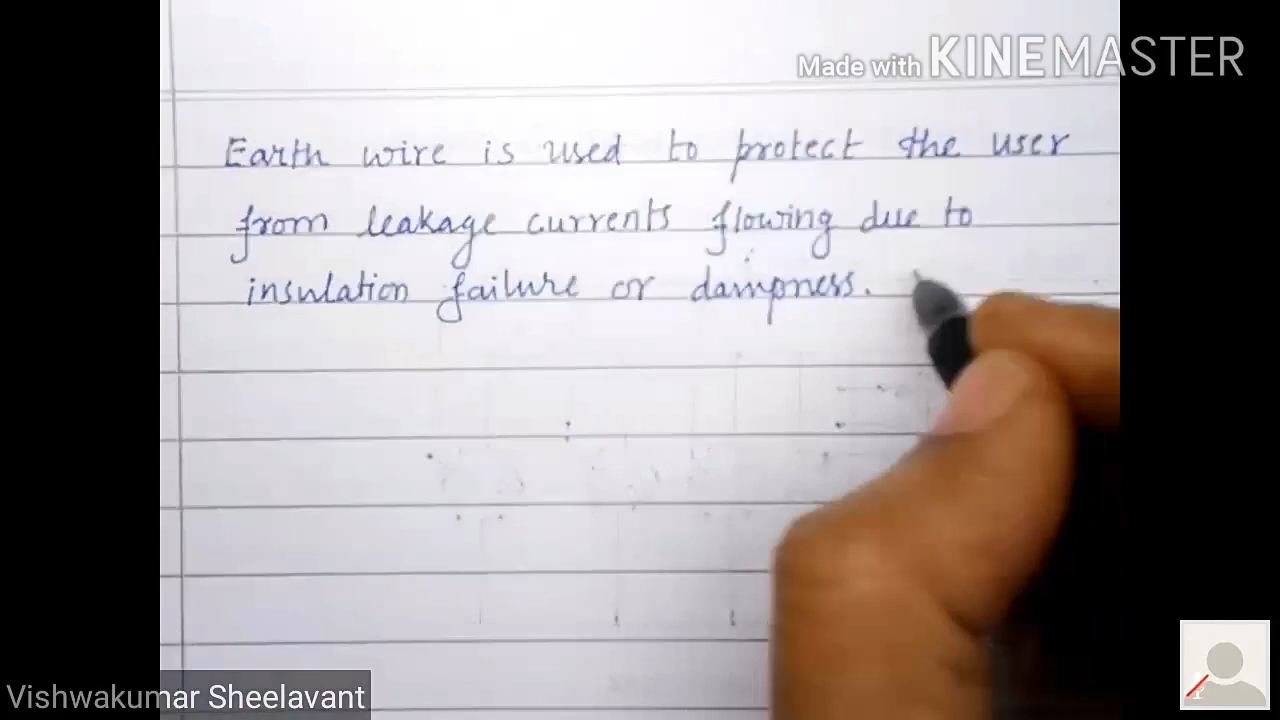 Made with KINEMASTER
Earth wire is used to protect the user
from leakage currents flowing due to
insulation failure or dampness.
Vishwakumar Sheelavant